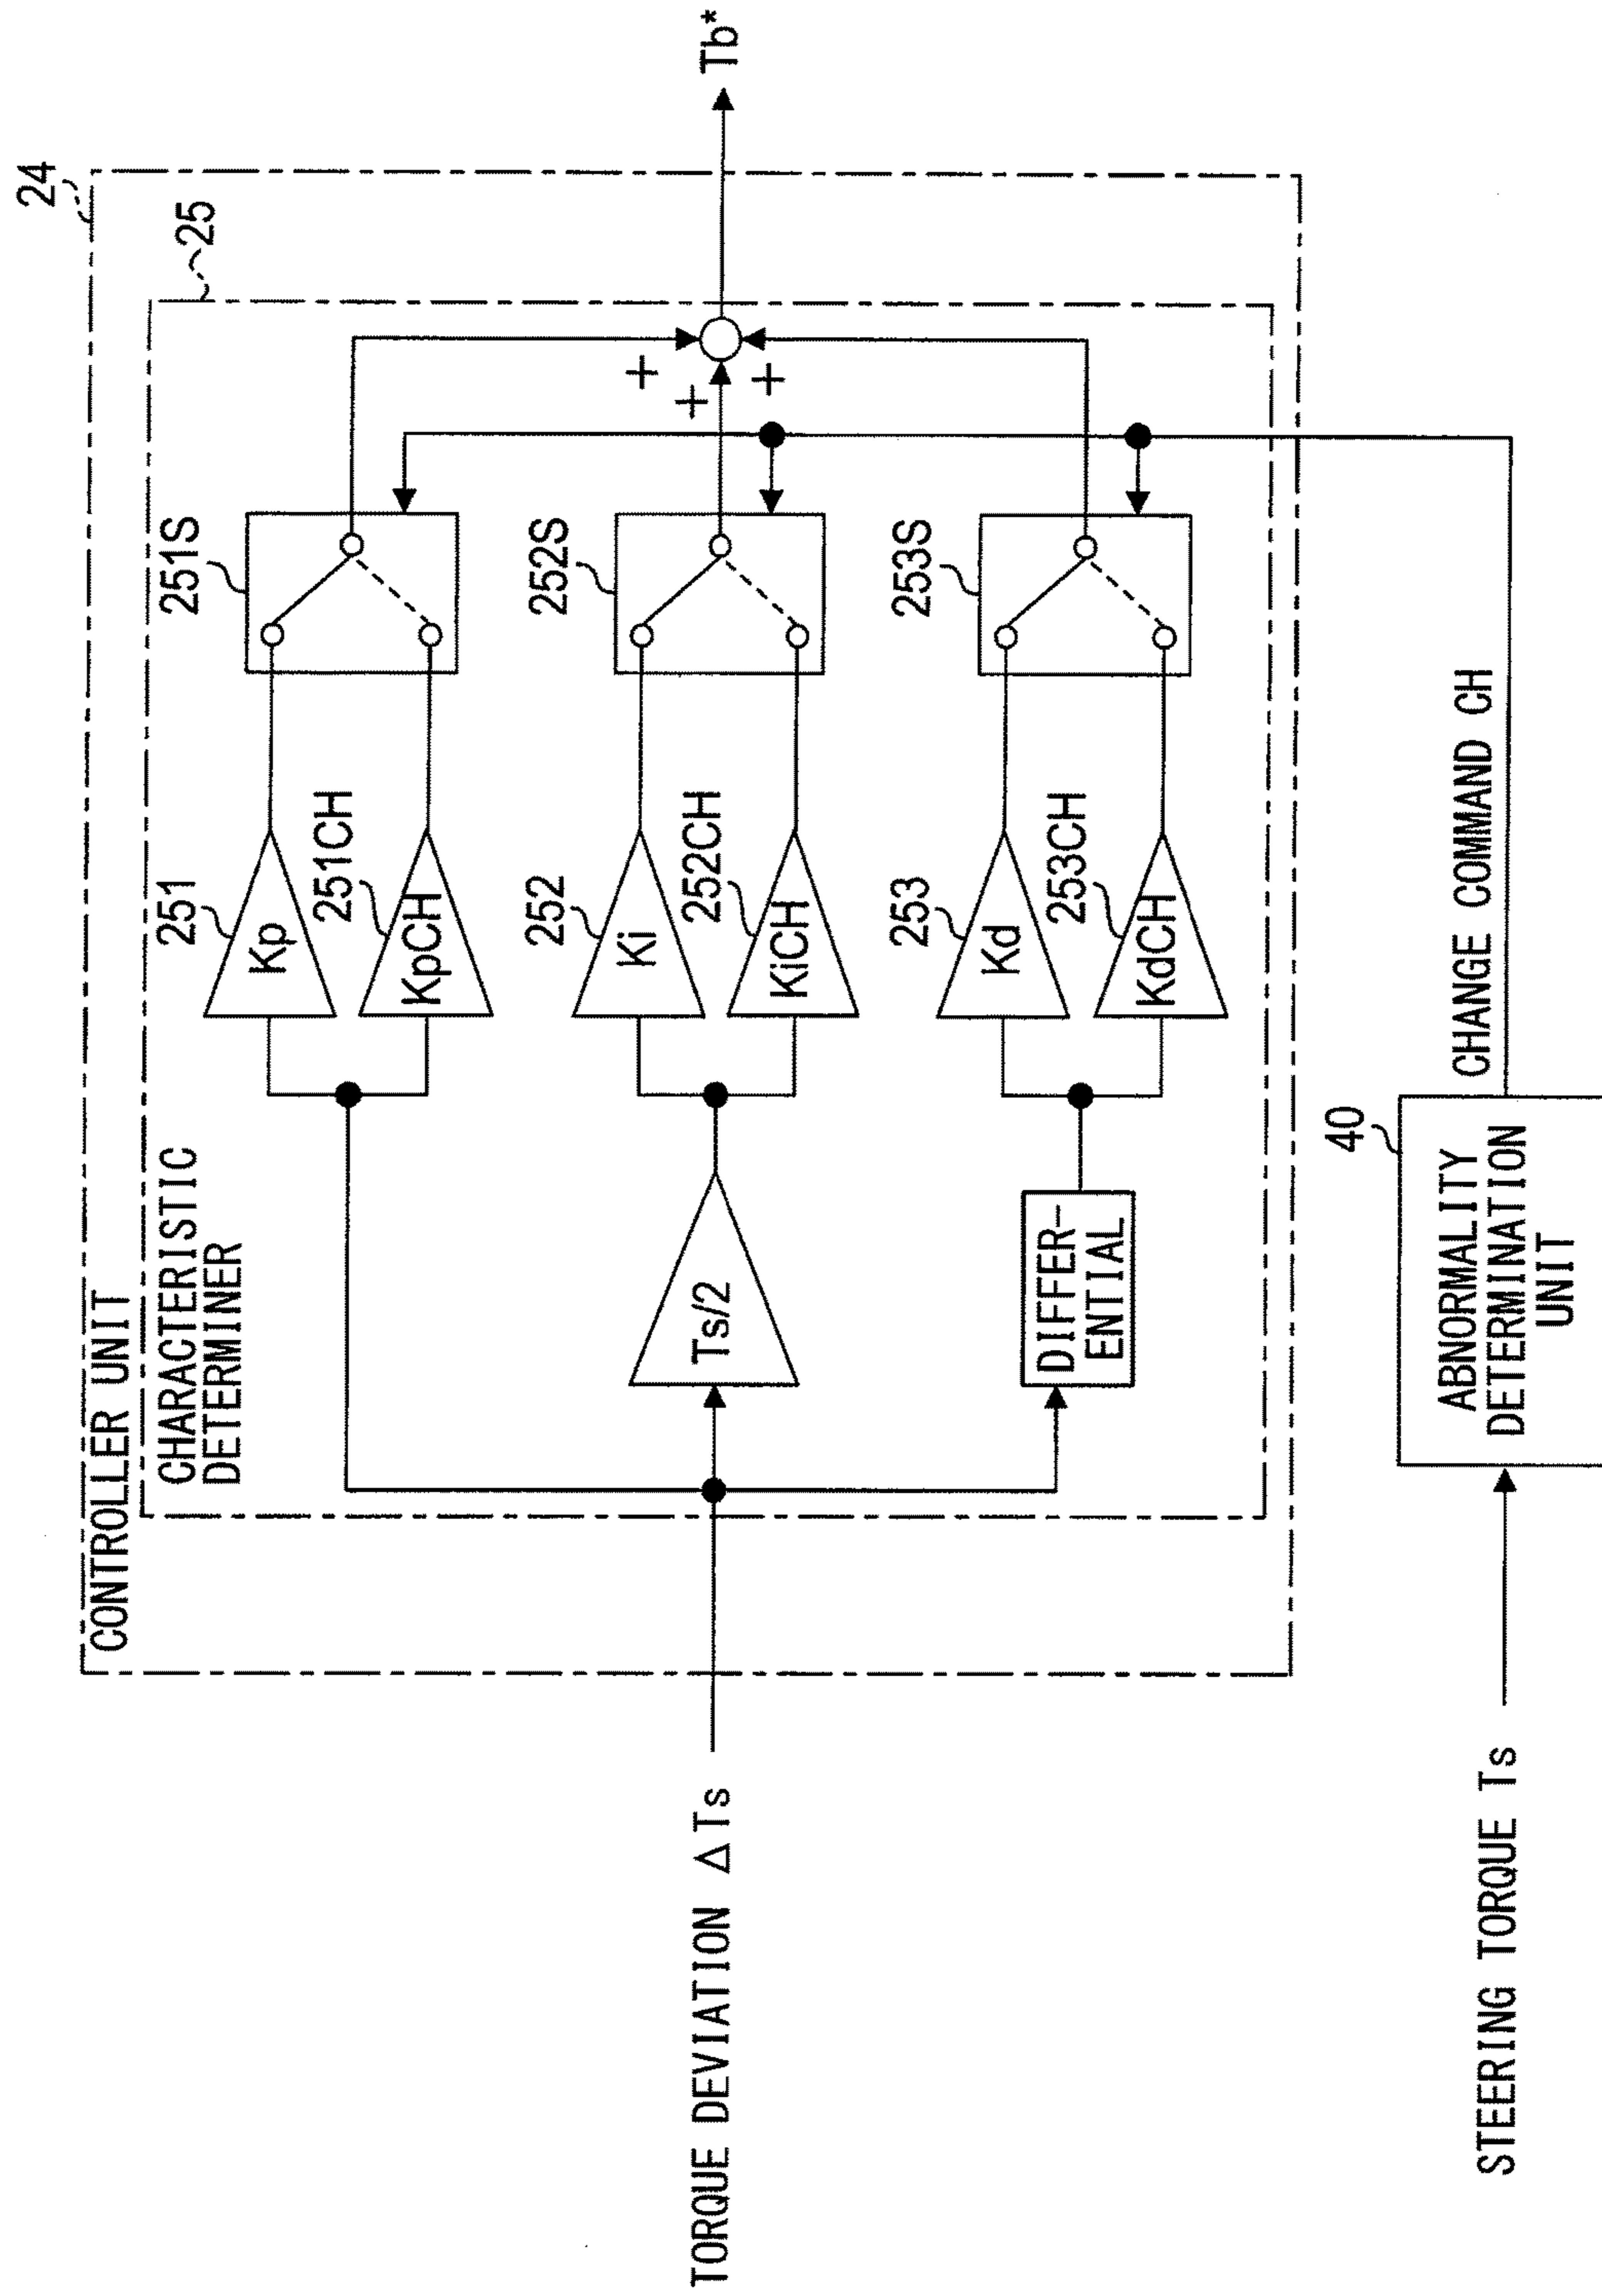 24
CONTROLLER UNIT
25
CHARACTERISTIC
DETERMINER
251
Kp
251CH
KpCH
251S
252
Ki
252CH
KiCH
252S
Ts/2
253
Kd
253CH
KdCH
253S
DIFFER-
ENTIAL
+
+
+
Tb*
TORQUE DEVIATION ΔTs
40
ABNORMALITY
DETERMINATION
UNIT
CHANGE COMMAND CH
STEERING TORQUE Ts